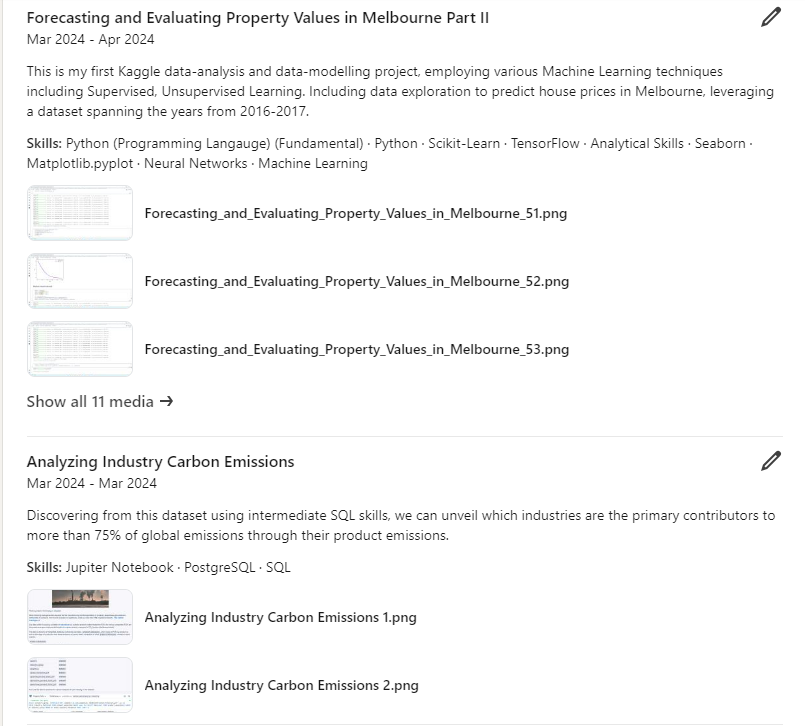 Forecasting and Evaluating Property Values in Melbourne Part II
Mar 2024 - Apr 2024
This is my first Kaggle data-analysis and data-modelling project, employing various Machine Learning techniques
including Supervised, Unsupervised Learning. Including data exploration to predict house prices in Melbourne, leveraging
a dataset spanning the years from 2016-2017.
Skills: Python (Programming Langauge) (Fundamental) · Python · Scikit-Learn · TensorFlow · Analytical Skills · Seaborn ·
Matplotlib.pyplot · Neural Networks · Machine Learning
Forecasting_and_Evaluating_Property_Values_in_Melbourne_51.png
Forecasting_and_Evaluating_Property_Values_in_Melbourne_52.png
Forecasting_and_Evaluating_Property_Values_in_Melbourne_53.png
Show all 11 media →
Analyzing Industry Carbon Emissions
Mar 2024 - Mar 2024
Discovering from this dataset using intermediate SQL skills, we can unveil which industries are the primary contributors to
more than 75% of global emissions through their product emissions.
Skills: Jupiter Notebook · PostgreSQL · SQL
Analyzing Industry Carbon Emissions 1.png
Analyzing Industry Carbon Emissions 2.png